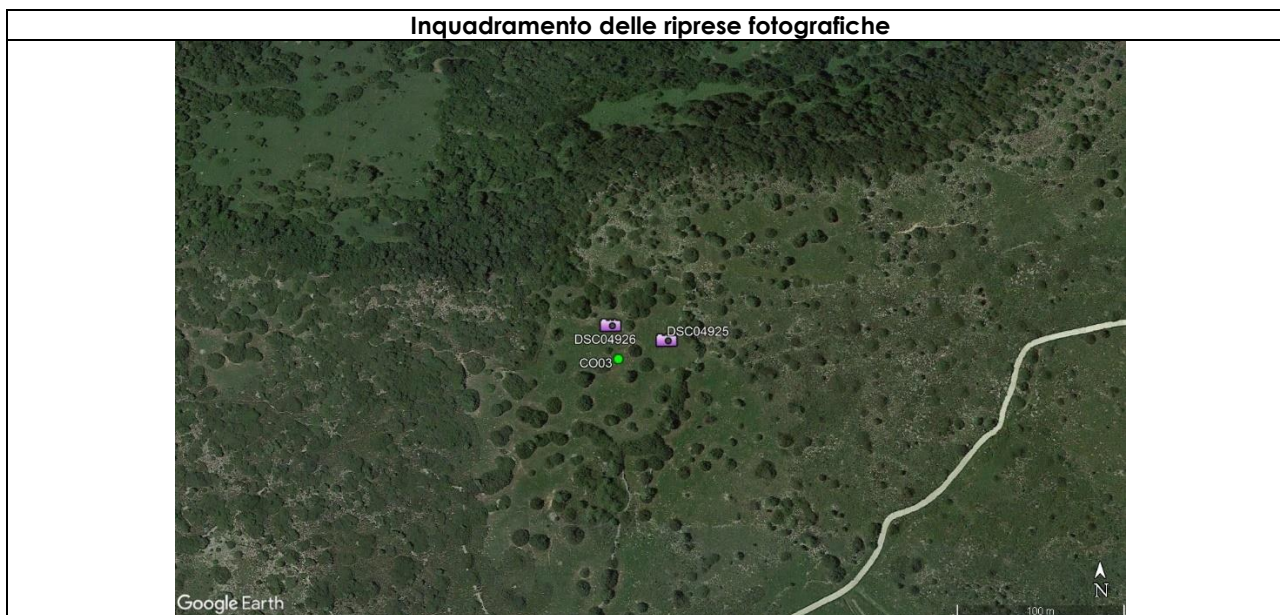 Inquadramento delle riprese fotografiche
DSC04925
DSC04926
CO03
N
Google Earth
100 m